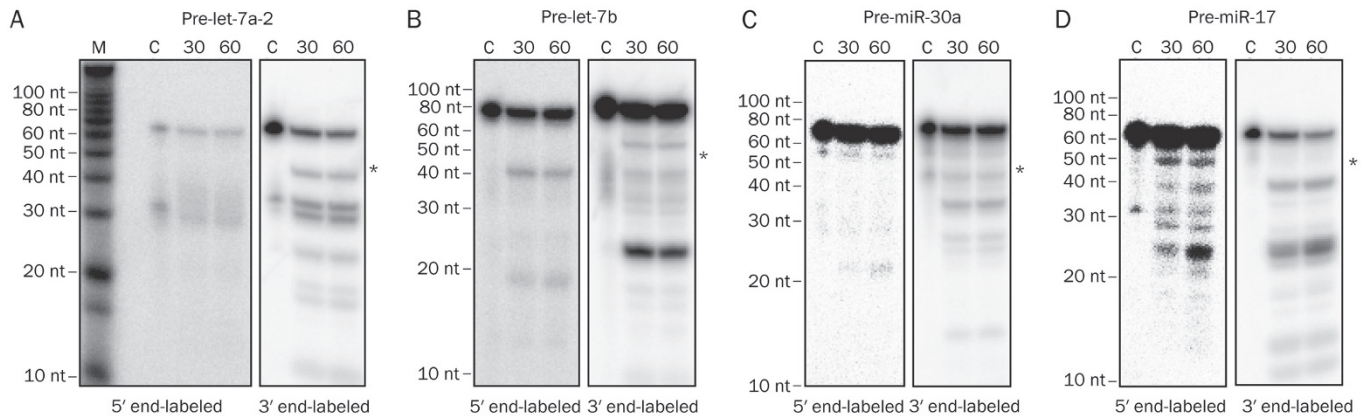 A Pre-let-7a-2
M C 30 60 C 30 60
100 nt
80 nt
60 nt
50 nt
40 nt
30 nt
20 nt
10 nt
*
5′ end-labeled 3′ end-labeled
B Pre-let-7b
C 30 60 C 30 60
100 nt
80 nt
60 nt
50 nt
40 nt
30 nt
20 nt
10 nt
*
5′ end-labeled 3′ end-labeled
C Pre-miR-30a
C 30 60 C 30 60
100 nt
80 nt
60 nt
50 nt
40 nt
30 nt
20 nt
10 nt
*
5′ end-labeled 3′ end-labeled
D Pre-miR-17
C 30 60 C 30 60
100 nt
80 nt
60 nt
50 nt
40 nt
30 nt
20 nt
10 nt
*
5′ end-labeled 3′ end-labeled